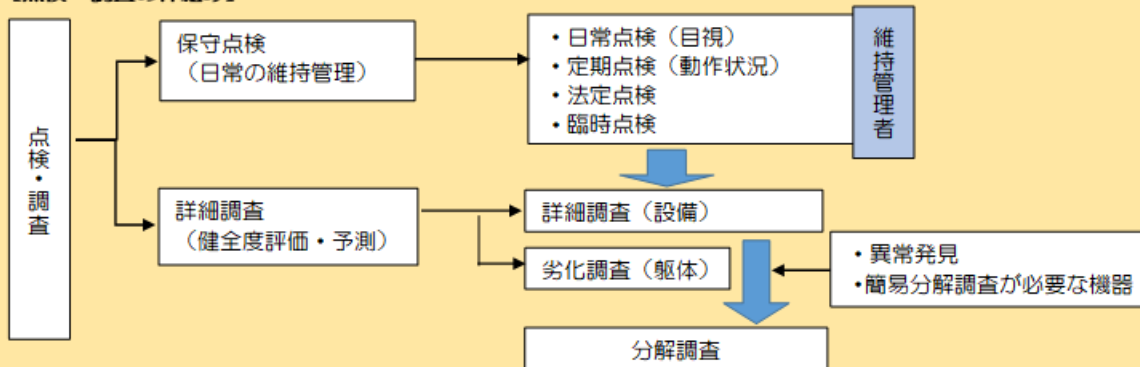 点検・調査
保守点検
（日常の維持管理）
・日常点検（目視）
・定期点検（動作状況）
・法定点検
・臨時点検
維持管理者
詳細調査
（健全度評価・予測）
詳細調査（設備）
劣化調査（躯体）
・異常発見
・簡易分解調査が必要な機器
分解調査